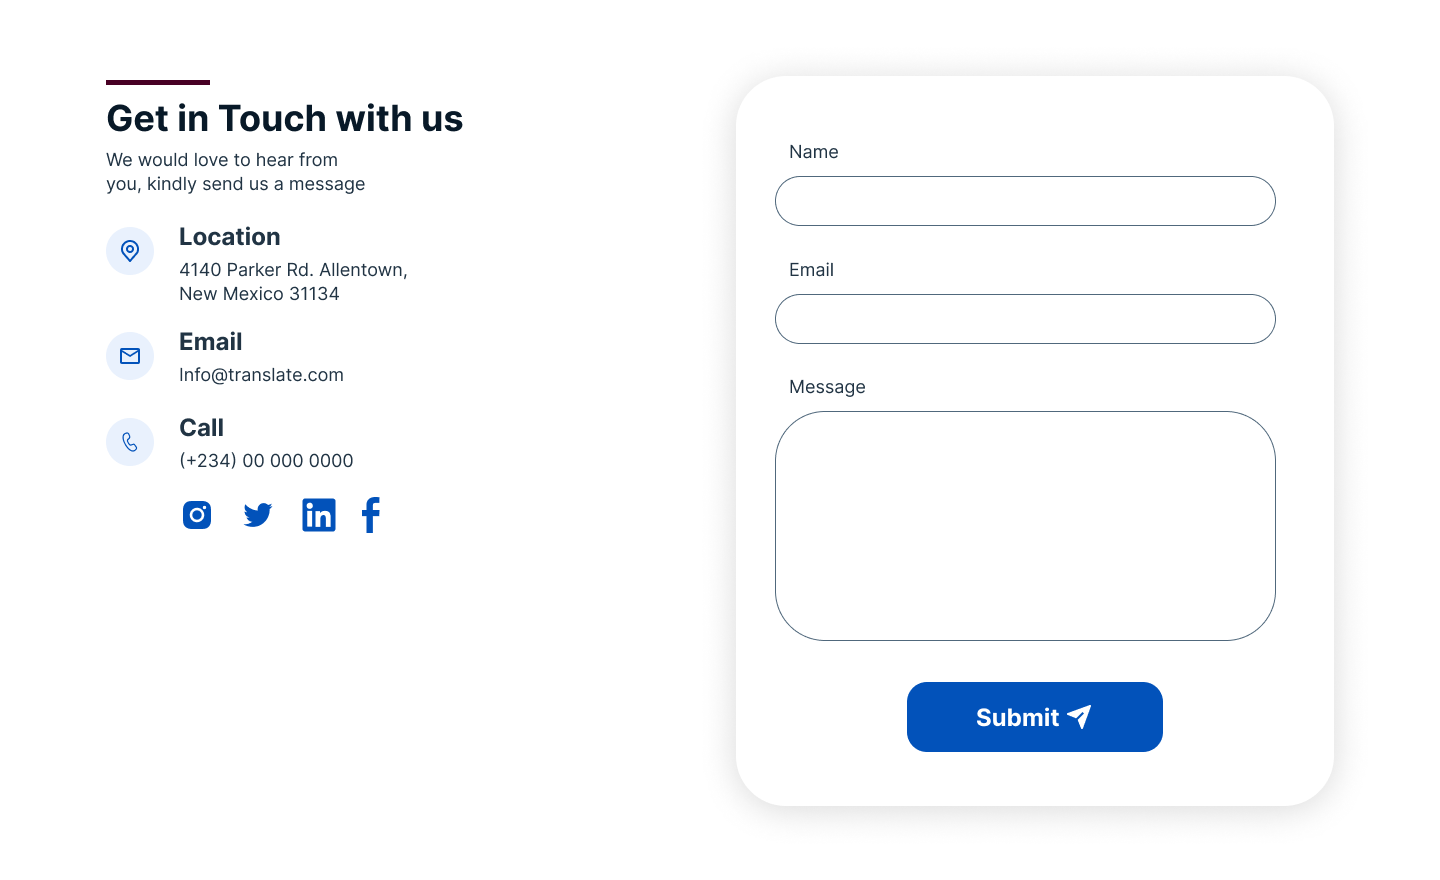 Get in Touch with us
We would love to hear from
you, kindly send us a message
Location
4140 Parker Rd. Allentown,
New Mexico 31134
Email
Info@translate.com
Call
(+234) 00 000 0000
Name
Email
Message
Submit